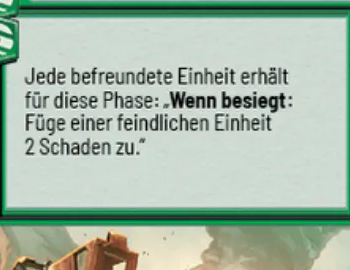 Jede befreundete Einheit erhält
für diese Phase: „Wenn besiegt:
Füge einer feindlichen Einheit
2 Schaden zu.“